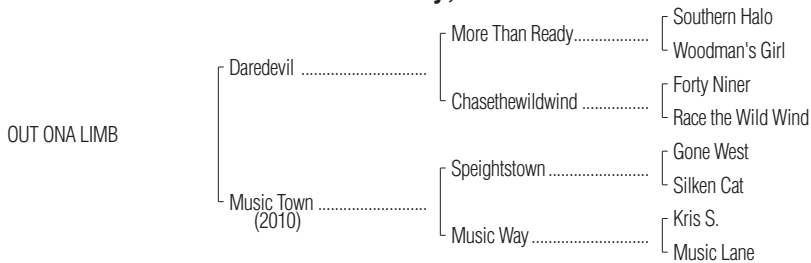 Southern Halo
More Than Ready
Woodman's Girl
Daredevil
Forty Niner
Chasethewildwind
Race the Wild Wind
OUT ONA LIMB
Gone West
Speightstown
Silken Cat
Music Town
(2010)
Kris S.
Music Way
Music Lane